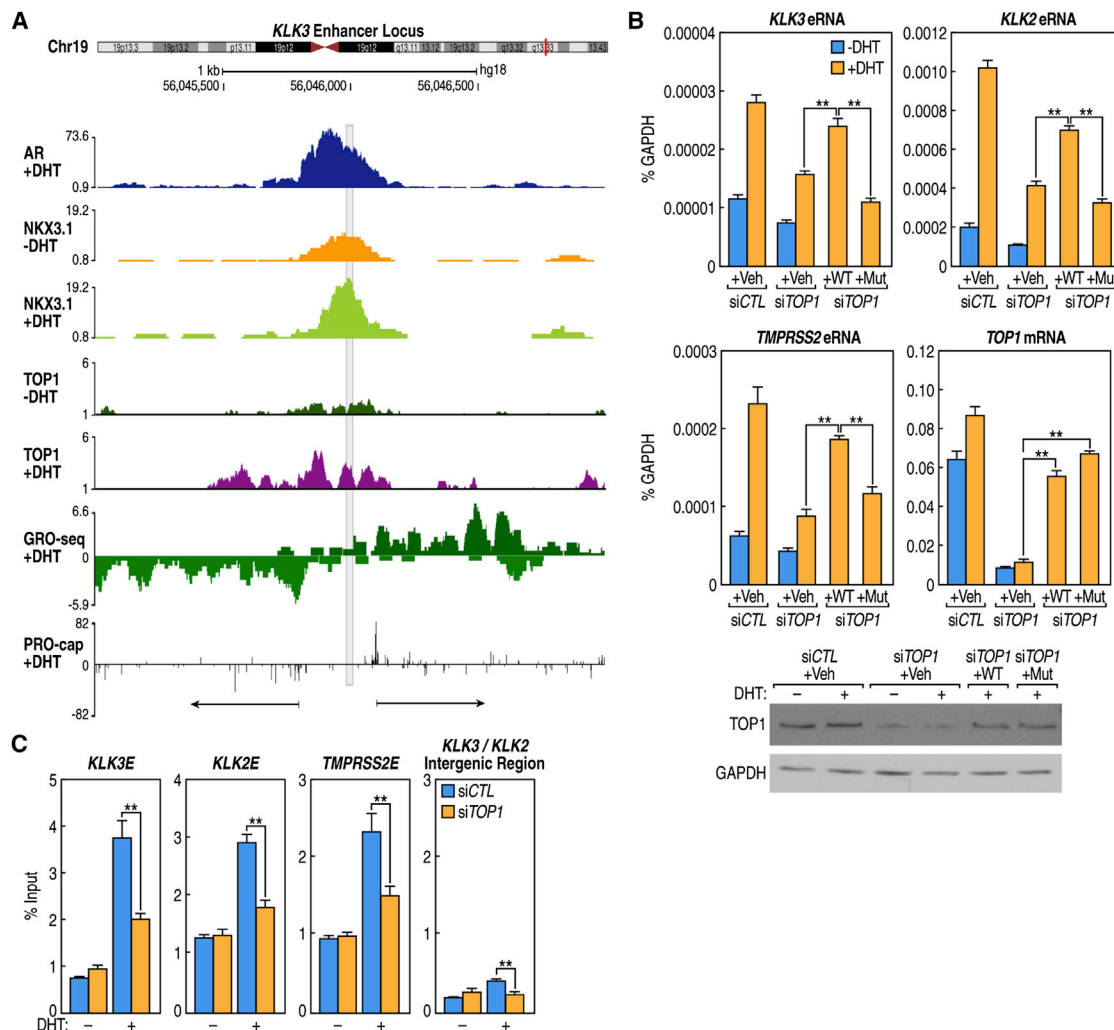 A
KLK3 Enhancer Locus
Chr19
19p13.3 19p13.2 p13.11 19p12 19q12 q13.11 13.12 19q13.2 q13.32 q13.33 13.43
1 kb hg18
56,045,500 56,046,000 56,046,500
AR
+DHT
73.6
0.9
NKX3.1
-DHT
19.2
0.8
NKX3.1
+DHT
19.2
0.8
TOP1
-DHT
6
1
TOP1
+DHT
6
1
GRO-seq
+DHT
6.6
0
-5.9
PRO-cap
+DHT
82
0
-82
B
KLK3 eRNA
% GAPDH
0.00004
0.00003
0.00002
0.00001
0
-DHT
+DHT
** **
+Veh +Veh +WT +Mut
siCTL siTOP1 siTOP1
KLK2 eRNA
0.0012
0.0010
0.0008
0.0006
0.0004
0.0002
0
** **
+Veh +Veh +WT +Mut
siCTL siTOP1 siTOP1
TMPRSS2 eRNA
% GAPDH
0.0003
0.0002
0.0001
0
** **
+Veh +Veh +WT +Mut
siCTL siTOP1 siTOP1
TOP1 mRNA
0.12
0.10
0.08
0.06
0.04
0.02
0
**
**
+Veh +Veh +WT +Mut
siCTL siTOP1 siTOP1
siCTL siTOP1 siTOP1 siTOP1
+Veh +Veh +WT +Mut
DHT: – + – + + +
TOP1
GAPDH
C
KLK3E
% Input
5
4
3
2
1
0
**
DHT: – +
KLK2E
4
3
2
1
0
**
– +
TMPRSS2E
3
2
1
0
**
– +
KLK3 / KLK2
Intergenic Region
3
2
1
0
siCTL
siTOP1
**
– +